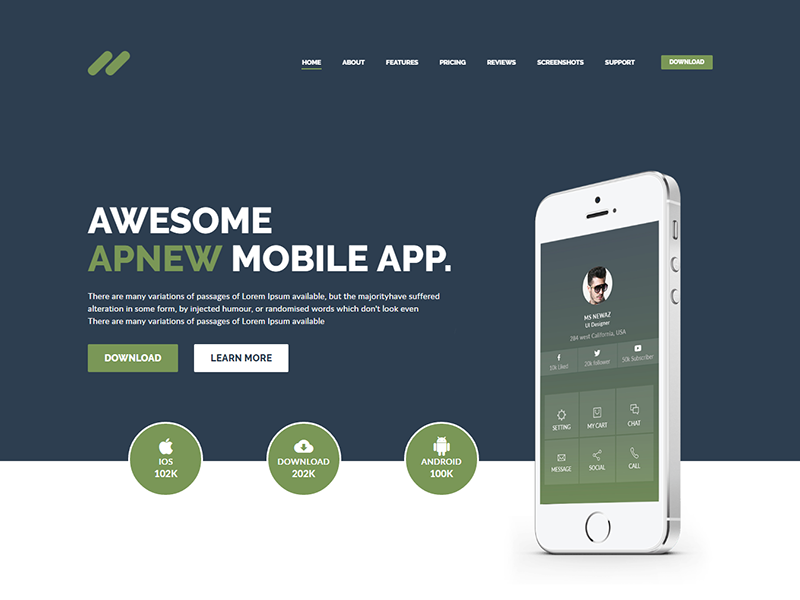 HOME ABOUT FEATURES PRICING REVIEWS SCREENSHOTS SUPPORT DOWNLOAD
AWESOME
APNEW MOBILE APP.
There are many variations of passages of Lorem Ipsum available, but the majorityhave suffered
alteration in some form, by injected humour, or randomised words which don't look even
There are many variations of passages of Lorem Ipsum available
DOWNLOAD LEARN MORE
IOS
102K
DOWNLOAD
202K
ANDROID
100K
MS NEWAZ
UI Designer
284 west California, USA
10k Liked 20k follower 50k Subscriber
SETTING MY CART CHAT
MESSAGE SOCIAL CALL